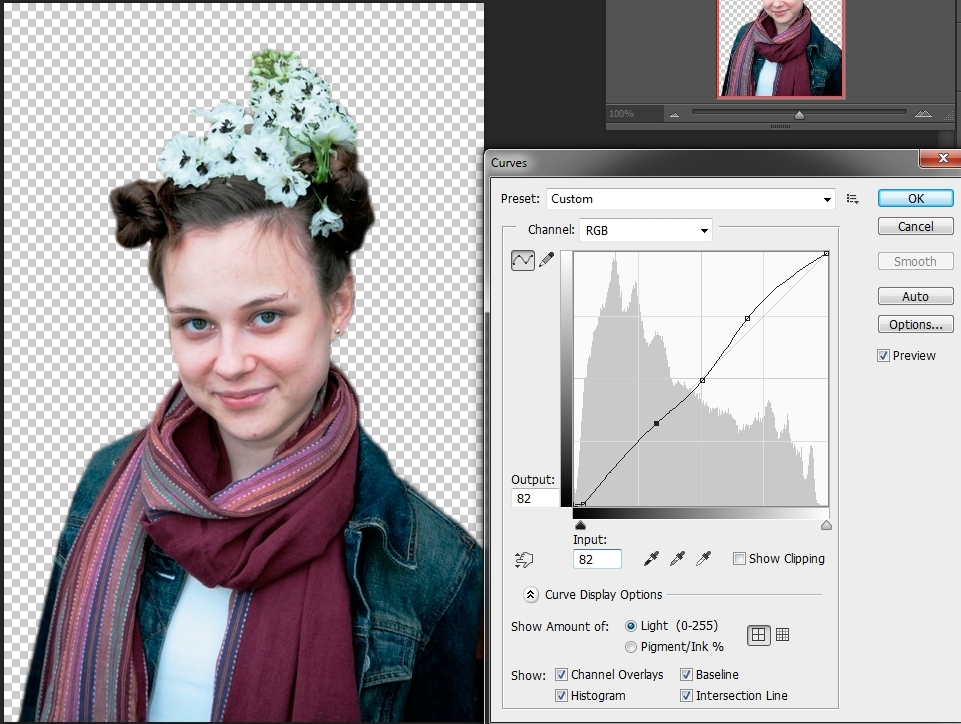 100%
Curves
Preset: Custom
OK
Channel: RGB
Cancel
Smooth
Auto
Options...
Preview
Output:
82
Input:
82
Show Clipping
Curve Display Options
Show Amount of: Light (0-255)
Pigment/Ink %
Show: Channel Overlays Baseline
Histogram Intersection Line